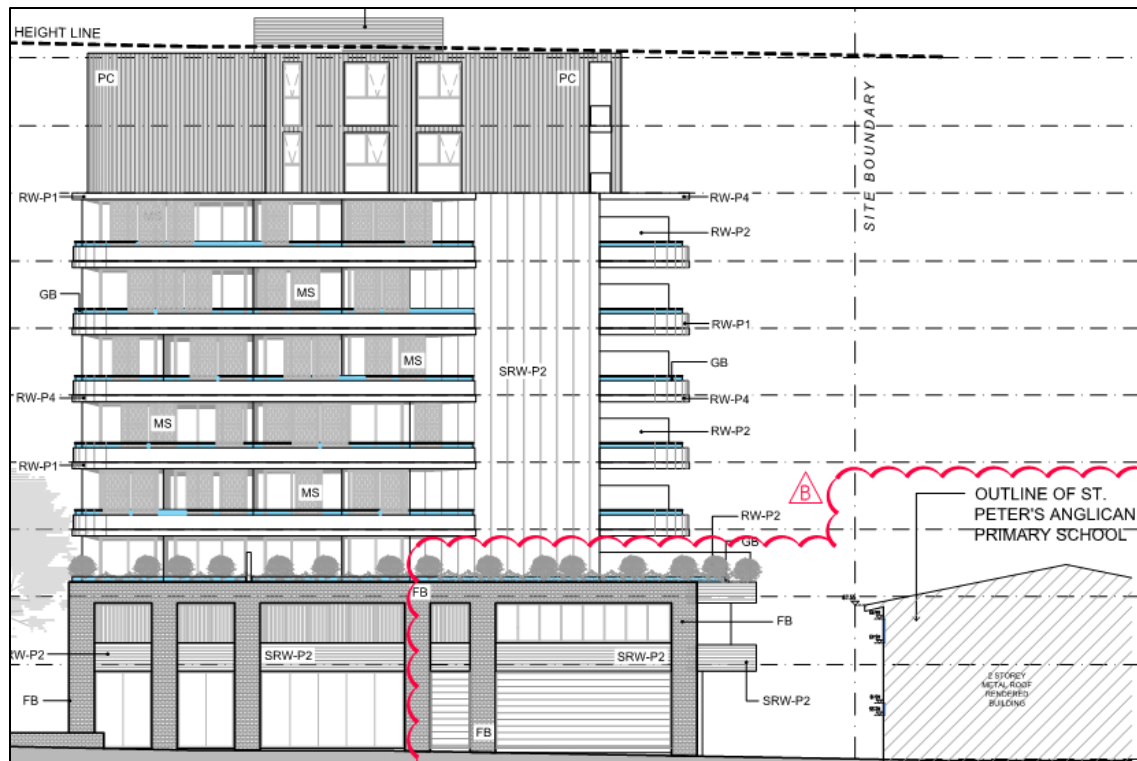 HEIGHT LINE
PC
PC
SITE BOUNDARY
RW-P1
RW-P4
MS
RW-P2
GB
MS
RW-P1
MS
GB
SRW-P2
RW-P4
RW-P4
MS
RW-P2
RW-P1
MS
B
OUTLINE OF ST.
PETER'S ANGLICAN
PRIMARY SCHOOL
RW-P2
GB
FB
FB
RW-P2
SRW-P2
SRW-P2
2 STOREY
METAL ROOF
RENDERED
BUILDING
FB
SRW-P2
FB